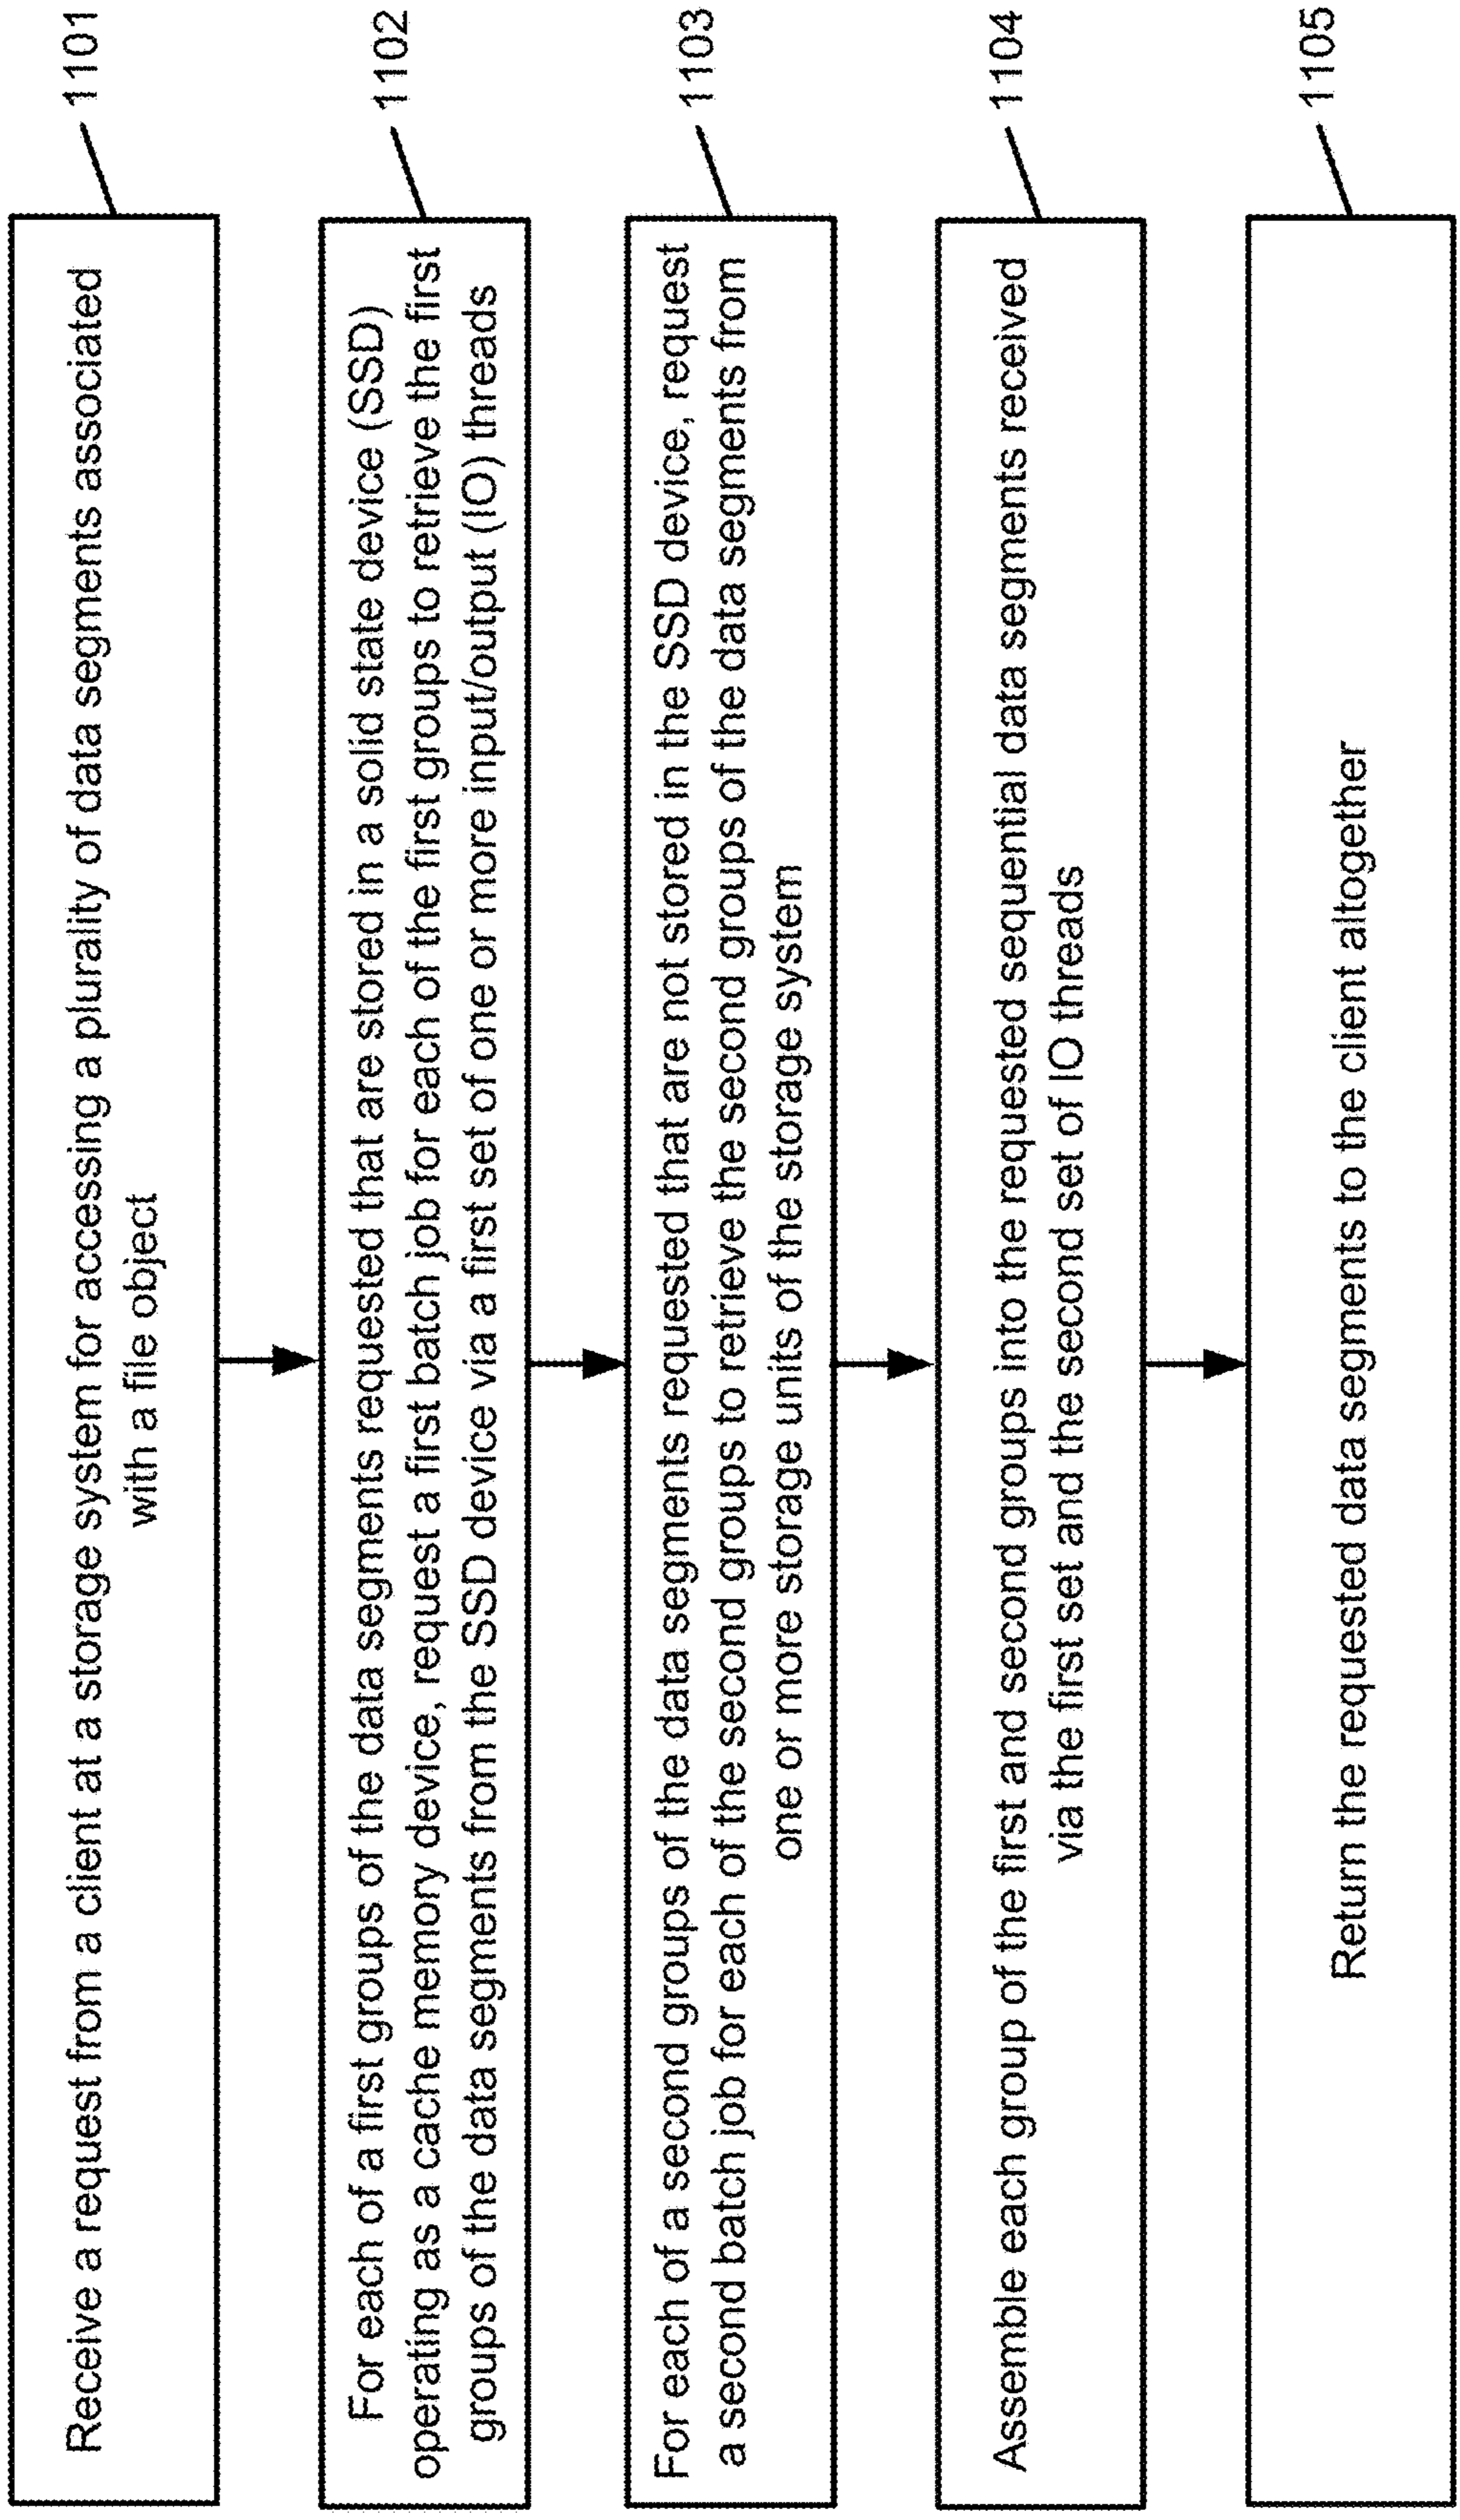 Receive a request from a client at a storage system for accessing a plurality of data segments associated
with a file object
1101
For each of a first groups of the data segments requested that are stored in a solid state device (SSD)
operating as a cache memory device, request a first batch job for each of the first groups to retrieve the first
groups of the data segments from the SSD device via a first set of one or more input/output (IO) threads
1102
For each of a second groups of the data segments requested that are not stored in the SSD device, request
a second batch job for each of the second groups to retrieve the second groups of the data segments from
one or more storage units of the storage system
1103
Assemble each group of the first and second groups into the requested sequential data segments received
via the first set and the second set of IO threads
1104
Return the requested data segments to the client altogether
1105